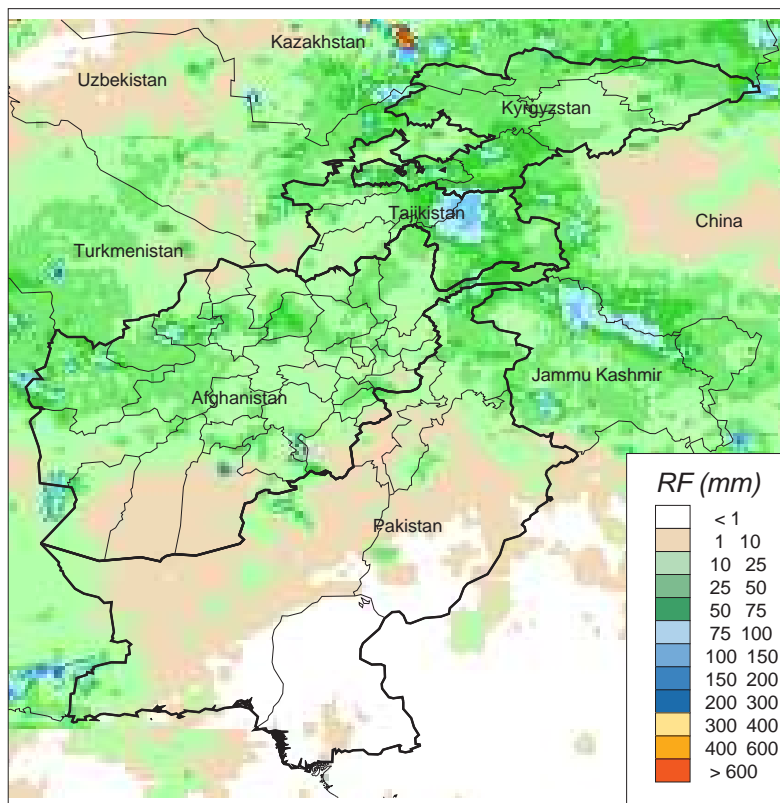 Kazakhstan
Uzbekistan
Kyrgyzstan
Tajikistan
China
Turkmenistan
Jammu Kashmir
Afghanistan
Pakistan
RF (mm)
< 1
1 10
10 25
25 50
50 75
75 100
100 150
150 200
200 300
300 400
400 600
> 600